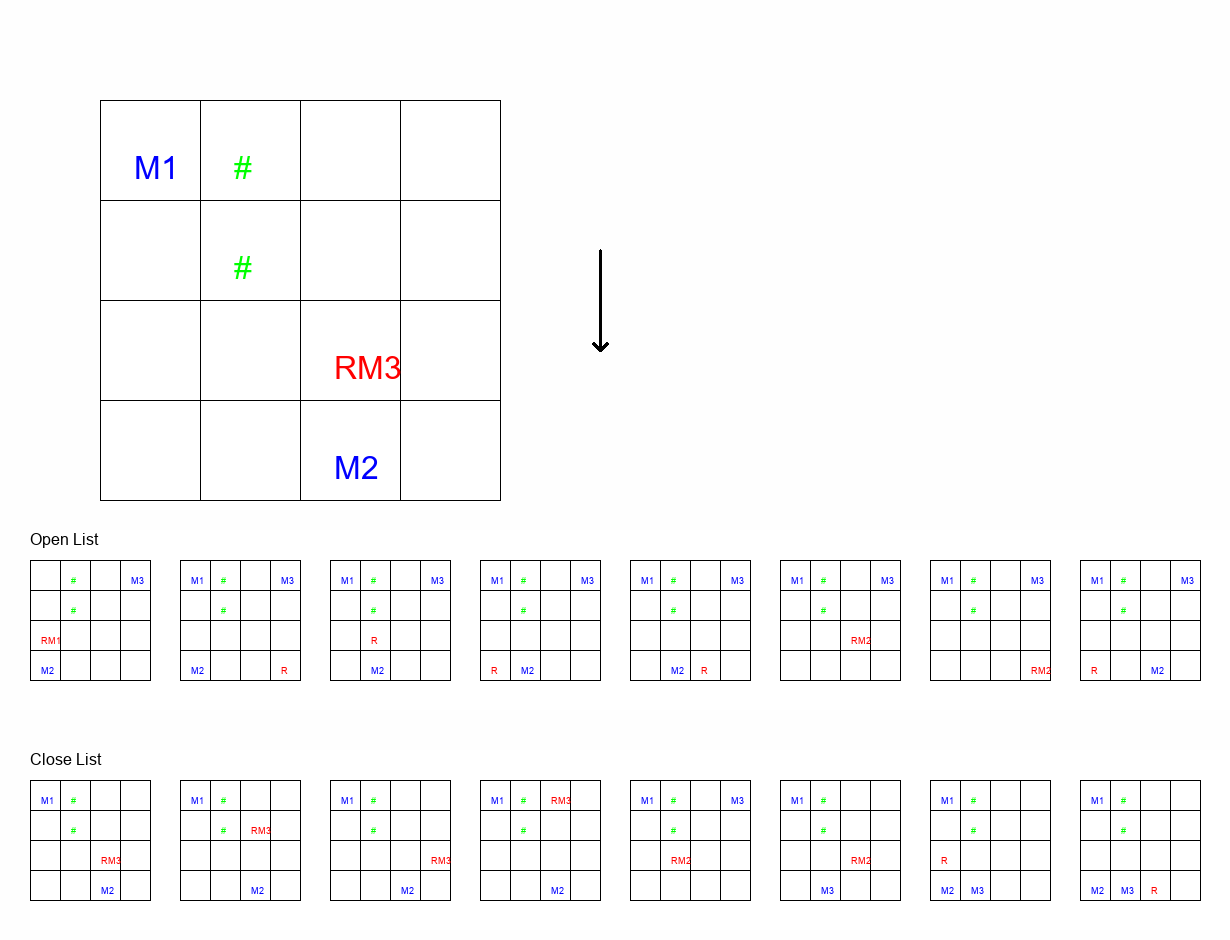 M1 #
#
RM3
M2
Open List
# M3 M1 # M3 M1 # M3 M1 # M3 M1 # M3 M1 # M3 M1 # M3 M1 # M3
# # # # # # # #
RM1 R RM2
M2 M2 R M2 R M2 M2 R RM2 R M2
Close List
M1 # M1 # M1 # M1 # RM3 M1 # M3 M1 # M1 # M1 #
# # RM3 # # # # # #
RM3 RM3 RM2 RM2 R
M2 M2 M2 M2 M3 M2 M3 M2 M3 R